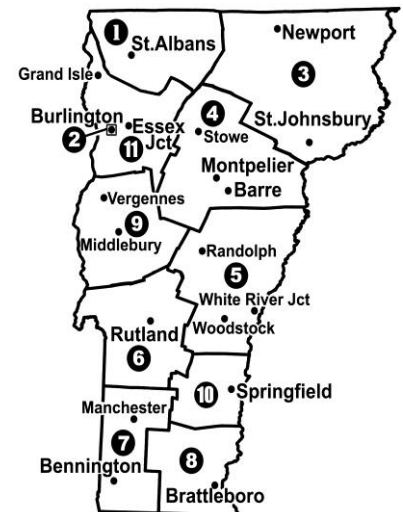 1
St.Albans
Newport
Grand Isle
3
4
Burlington
2
Essex
Jct
11
Stowe
St.Johnsbury
Montpelier
Barre
Vergennes
9
Middlebury
Randolph
5
White River Jct
Woodstock
Rutland
6
10
Springfield
Manchester
7
Bennington
8
Brattleboro